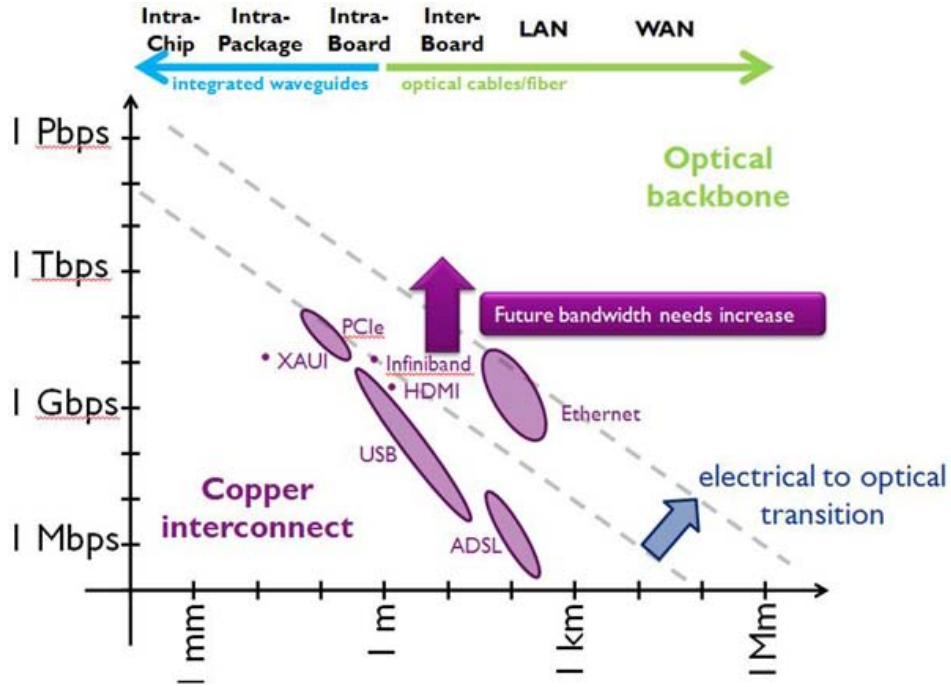 Intra-Chip
Intra-Package
Intra-Board
Inter-Board
LAN
WAN
integrated waveguides
optical cables/fiber
1 Pbps
Optical
backbone
1 Tbps
Future bandwidth needs increase
PCIe
XAUI
Infiniband
HDMI
1 Gbps
Ethernet
USB
Copper
interconnect
electrical to optical
transition
ADSL
1 Mbps
1 mm
1 m
1 km
1 Mm